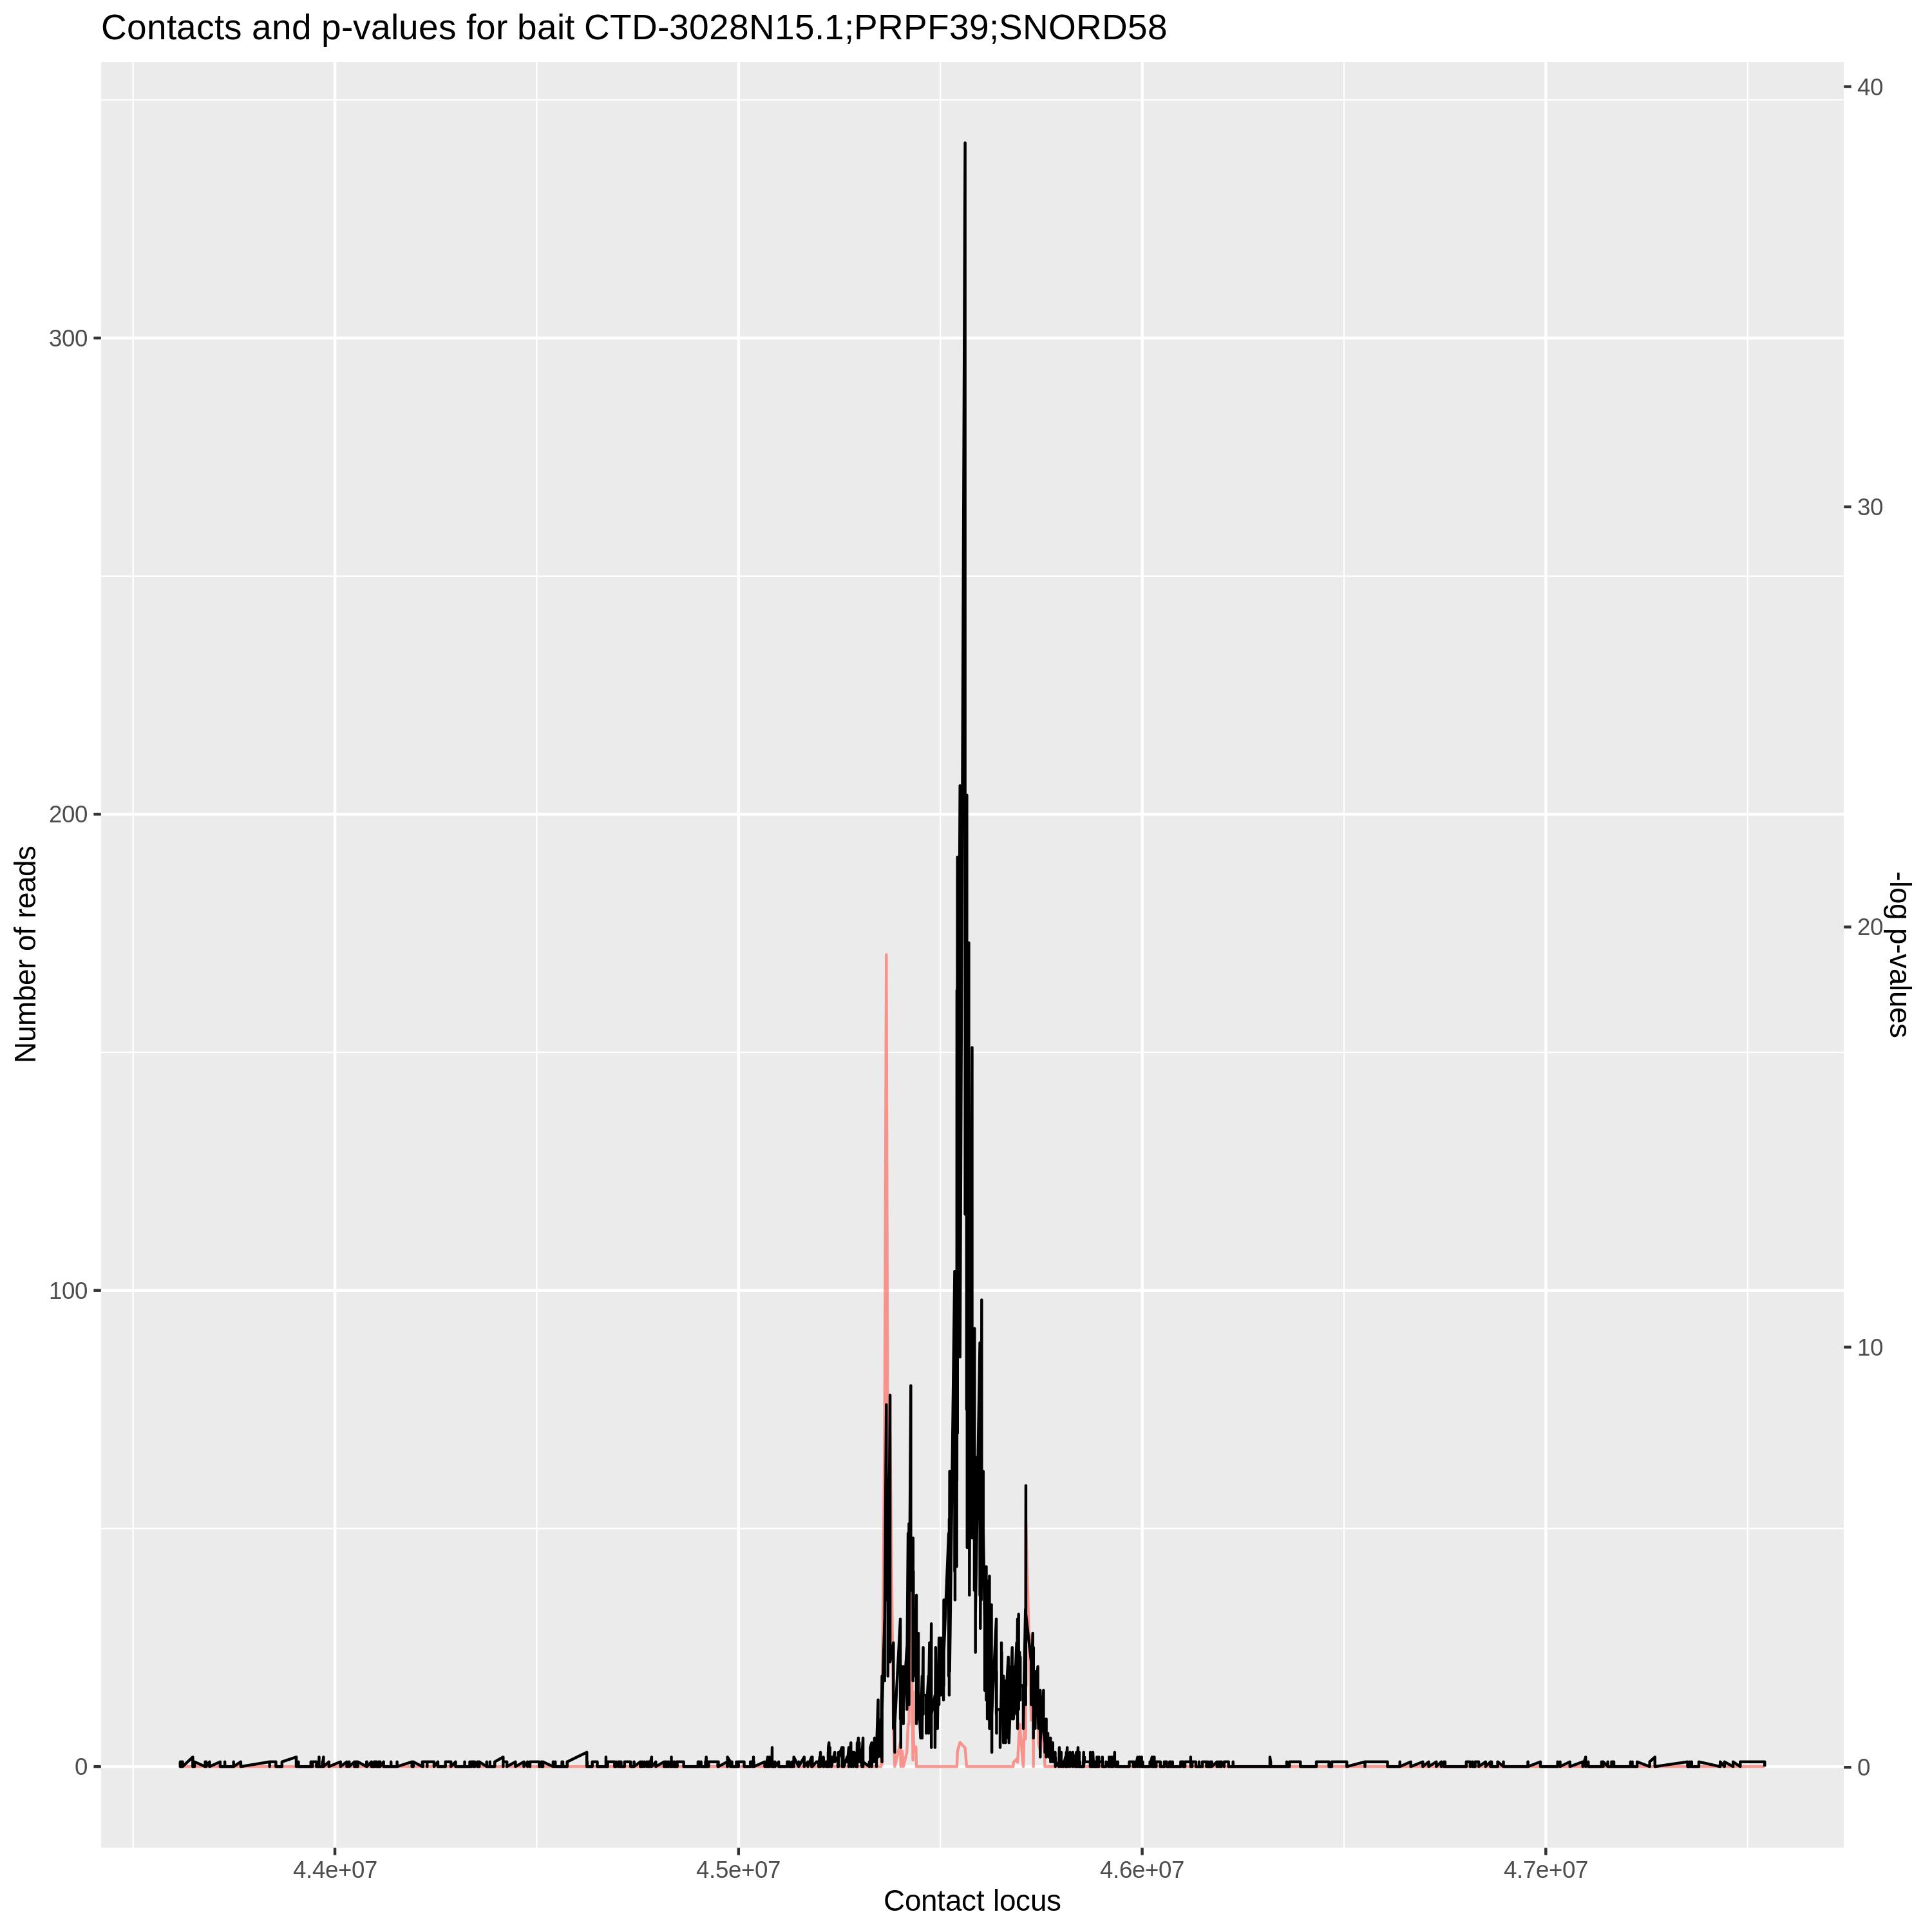 Contacts and p-values for bait CTD-3028N15.1;PRPF39;SNORD58
Number of reads
300
200
100
0
40
30
20
10
0
-log p-values
4.4e+07
4.5e+07
4.6e+07
4.7e+07
Contact locus